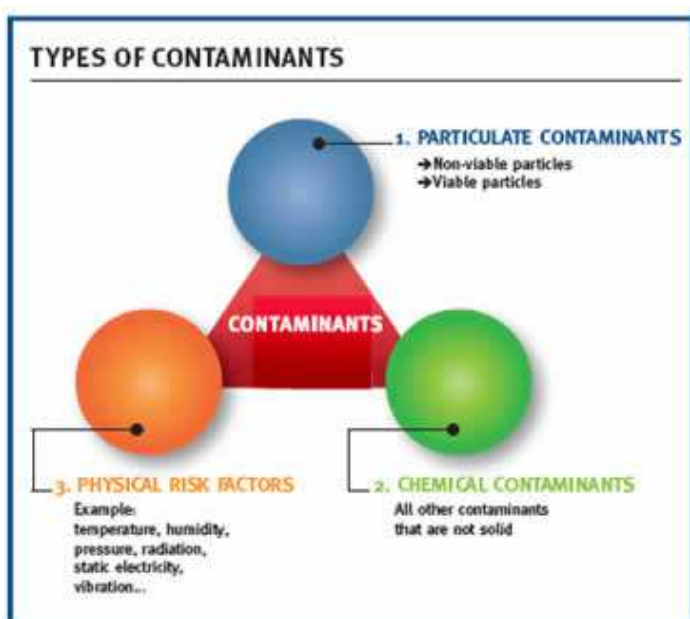 TYPES OF CONTAMINANTS
1. PARTICULATE CONTAMINANTS
→Non-viable particles
→Viable particles
CONTAMINANTS
3. PHYSICAL RISK FACTORS
Example:
temperature, humidity,
pressure, radiation,
static electricity,
vibration...
2. CHEMICAL CONTAMINANTS
All other contaminants
that are not solid